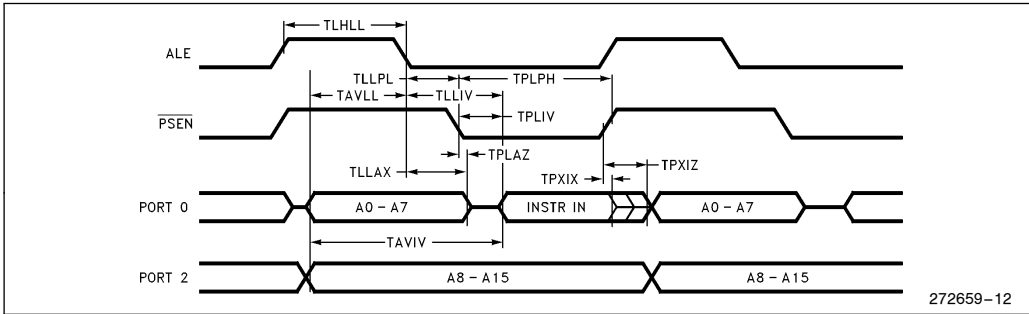 TLHLL
ALE
TLLPL
TPLPH
TAVLL
TLLIV
PSEN
TPLIV
TPLAZ
TLLAX
TPXIZ
TPXIX
PORT 0
A0 – A7
INSTR IN
A0 – A7
TAVIV
PORT 2
A8 – A15
A8 – A15
272659–12